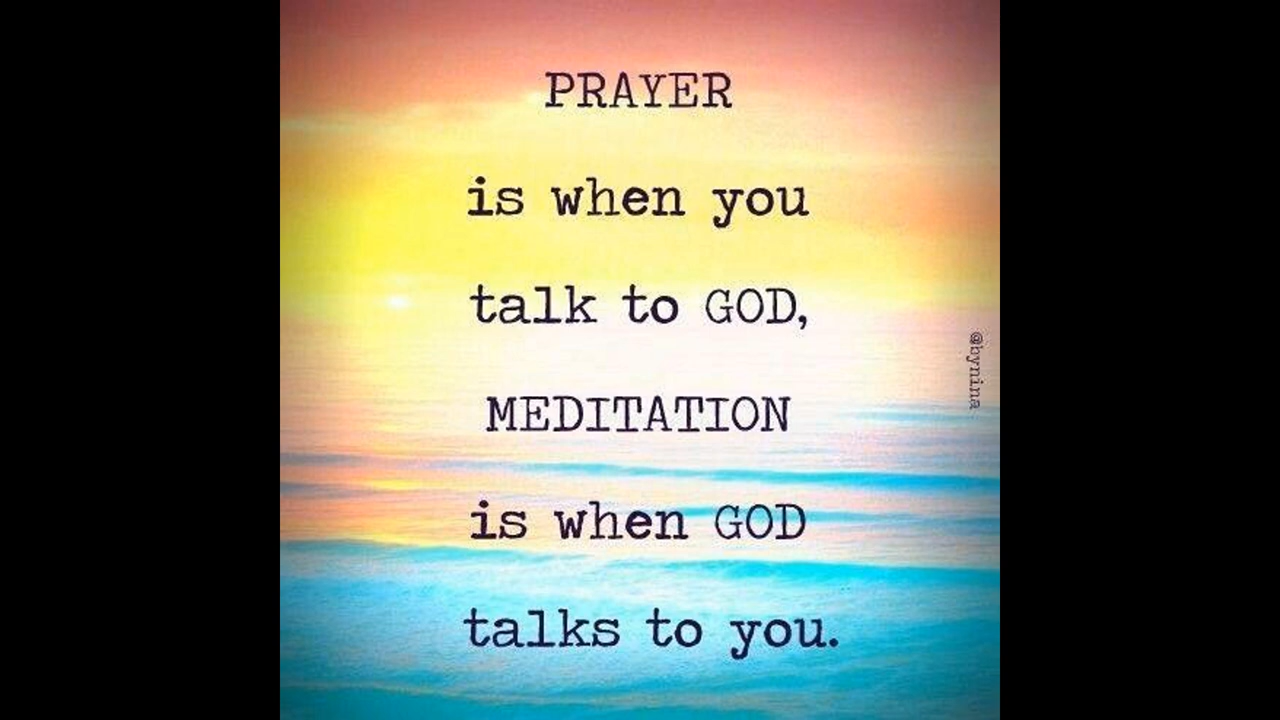 PRAYER
is when you
talk to GOD,
MEDITATION
is when GOD
talks to you.
@bynina